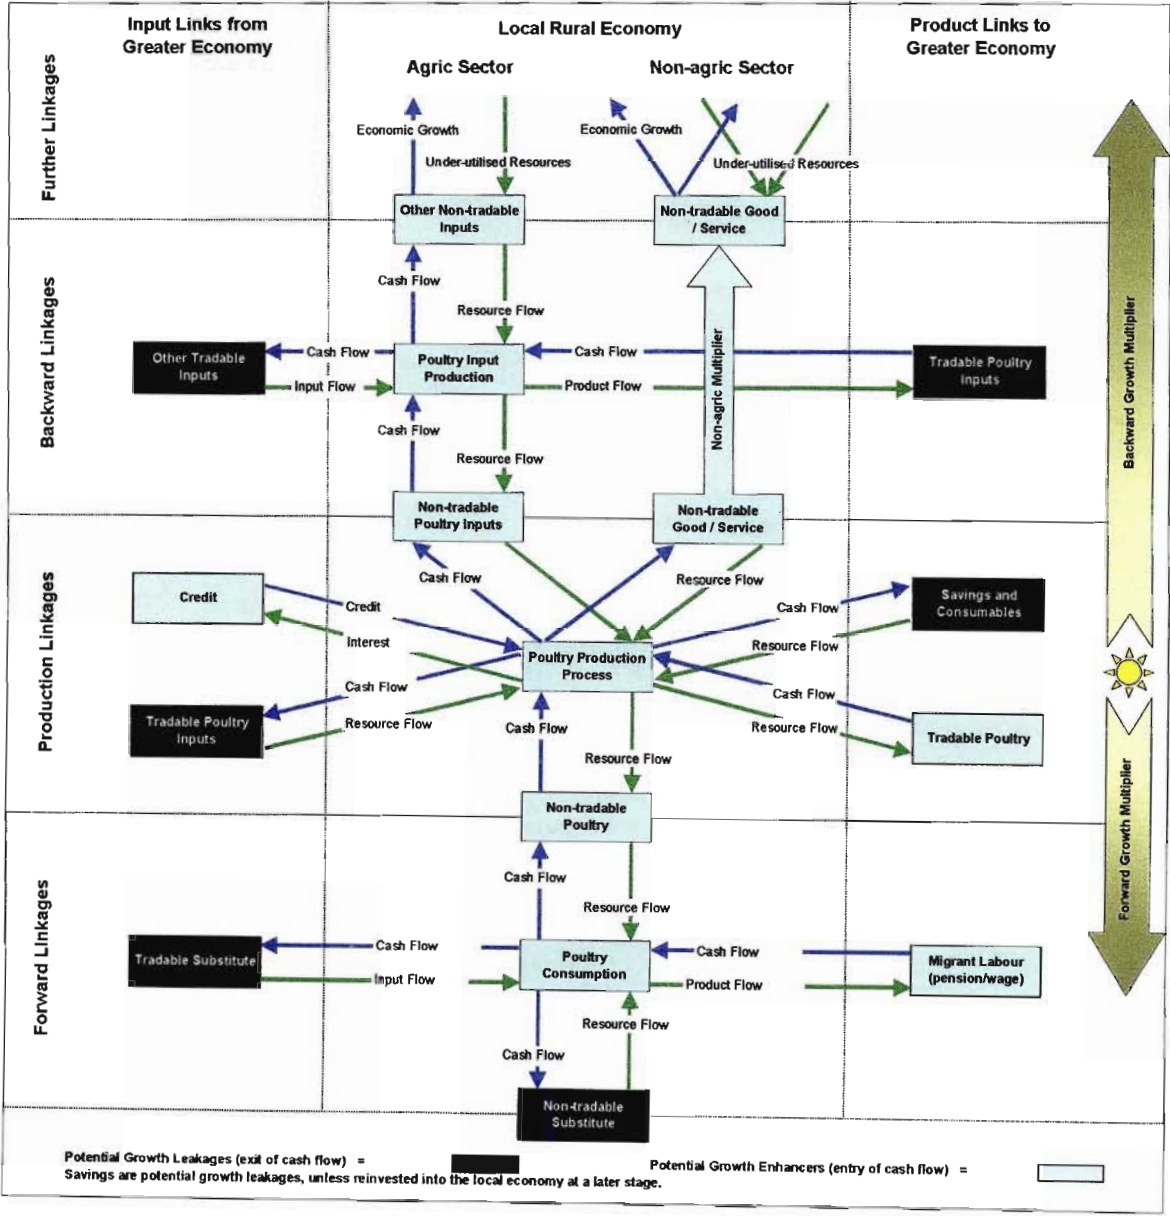 Input Links from
Greater Economy
Local Rural Economy
Product Links to
Greater Economy
Agric Sector
Non-agric Sector
Further Linkages
Economic Growth
Under-utilised Resources
Economic Growth
Under-utilised Resources
Other Non-tradable
Inputs
Non-tradable Good
/ Service
Backward Linkages
Cash Flow
Resource Flow
Other Tradable
Inputs
Cash Flow
Input Flow
Poultry Input
Production
Cash Flow
Product Flow
Non-agric Multiplier
Tradable Poultry
Inputs
Backward Growth Multiplier
Cash Flow
Resource Flow
Non-tradable
Poultry Inputs
Non-tradable
Good / Service
Production Linkages
Cash Flow
Resource Flow
Credit
Credit
Interest
Cash Flow
Resource Flow
Savings and
Consumables
Poultry Production
Process
Cash Flow
Resource Flow
Tradable Poultry
Inputs
Cash Flow
Resource Flow
Tradable Poultry
Cash Flow
Resource Flow
Non-tradable
Poultry
Forward Growth Multiplier
Forward Linkages
Cash Flow
Resource Flow
Tradable Substitute
Cash Flow
Input Flow
Poultry
Consumption
Cash Flow
Product Flow
Migrant Labour
(pension/wage)
Resource Flow
Cash Flow
Non-tradable
Substitute
Potential Growth Leakages (exit of cash flow) =
Potential Growth Enhancers (entry of cash flow) =
Savings are potential growth leakages, unless reinvested into the local economy at a later stage.